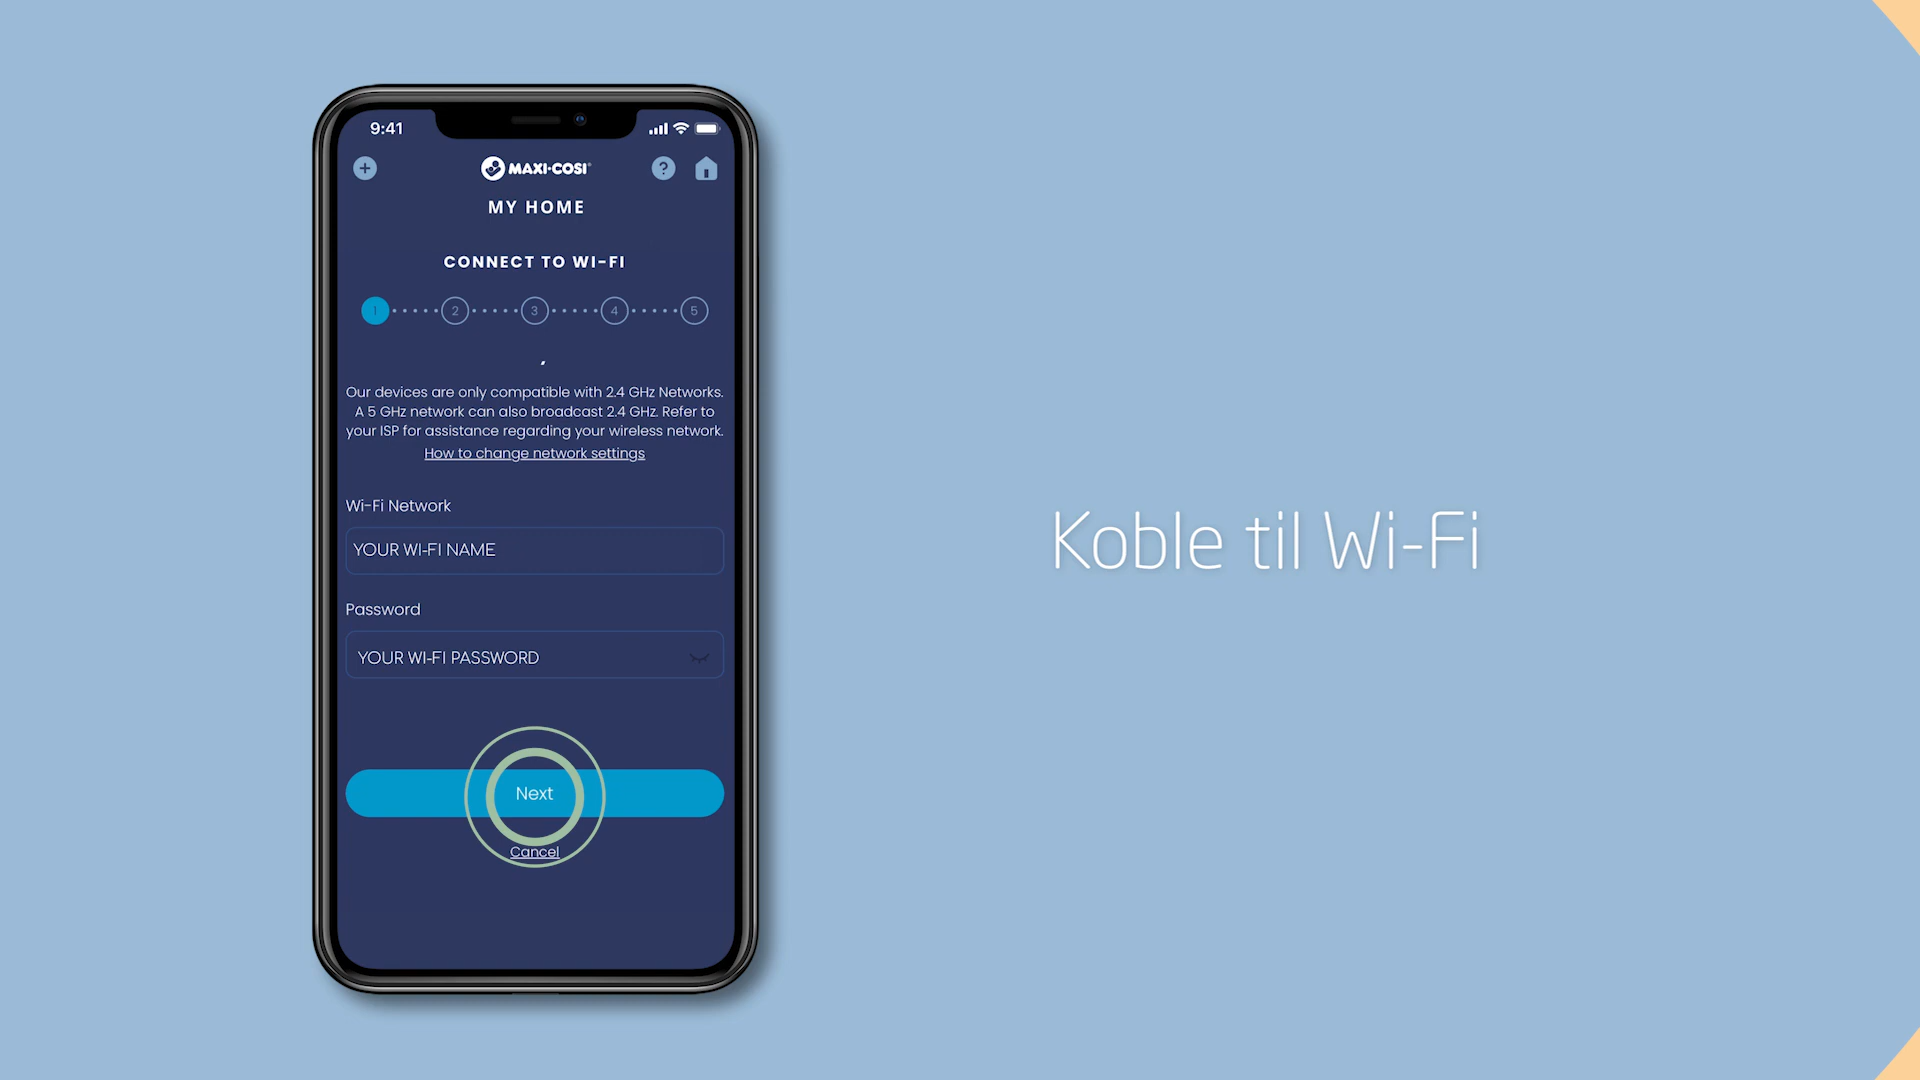 9:41
MAXI·COSI®
?
MY HOME
CONNECT TO WI-FI
1 2 3 4 5
Our devices are only compatible with 2.4 GHz Networks.
A 5 GHz network can also broadcast 2.4 GHz. Refer to
your ISP for assistance regarding your wireless network.
How to change network settings
Wi-Fi Network
YOUR WI-FI NAME
Password
YOUR WI-FI PASSWORD
Next
Cancel
Koble til Wi-Fi